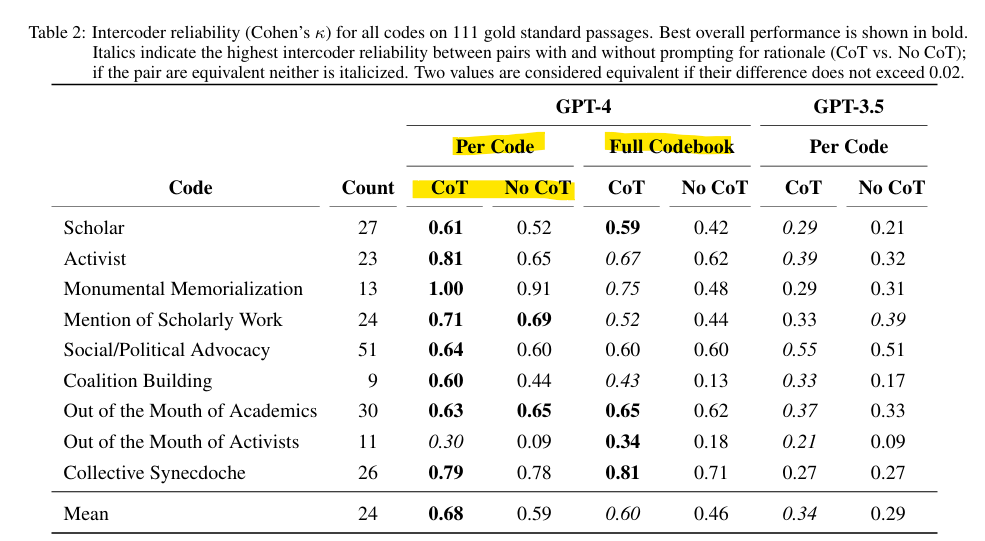 Table 2: Intercoder reliability (Cohen's κ) for all codes on 111 gold standard passages. Best overall performance is shown in bold.
Italics indicate the highest intercoder reliability between pairs with and without prompting for rationale (CoT vs. No CoT);
if the pair are equivalent neither is italicized. Two values are considered equivalent if their difference does not exceed 0.02.
GPT-4 GPT-3.5
Per Code Full Codebook Per Code
Code Count CoT No CoT CoT No CoT CoT No CoT
Scholar 27 0.61 0.52 0.59 0.42 0.29 0.21
Activist 23 0.81 0.65 0.67 0.62 0.39 0.32
Monumental Memorialization 13 1.00 0.91 0.75 0.48 0.29 0.31
Mention of Scholarly Work 24 0.71 0.69 0.52 0.44 0.33 0.39
Social/Political Advocacy 51 0.64 0.60 0.60 0.60 0.55 0.51
Coalition Building 9 0.60 0.44 0.43 0.13 0.33 0.17
Out of the Mouth of Academics 30 0.63 0.65 0.65 0.62 0.37 0.33
Out of the Mouth of Activists 11 0.30 0.09 0.34 0.18 0.21 0.09
Collective Synecdoche 26 0.79 0.78 0.81 0.71 0.27 0.27
Mean 24 0.68 0.59 0.60 0.46 0.34 0.29